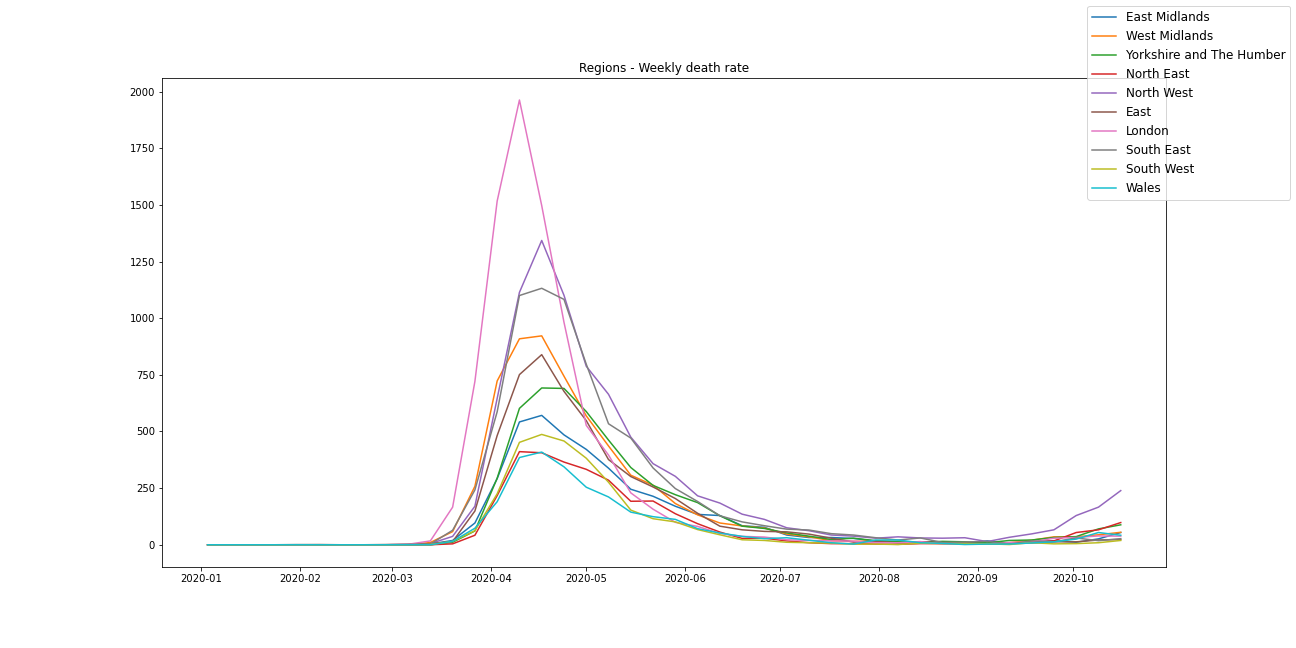 East Midlands
West Midlands
Yorkshire and The Humber
North East
North West
East
London
South East
South West
Wales
Regions - Weekly death rate
2000
1750
1500
1250
1000
750
500
250
0
2020-01 2020-02 2020-03 2020-04 2020-05 2020-06 2020-07 2020-08 2020-09 2020-10